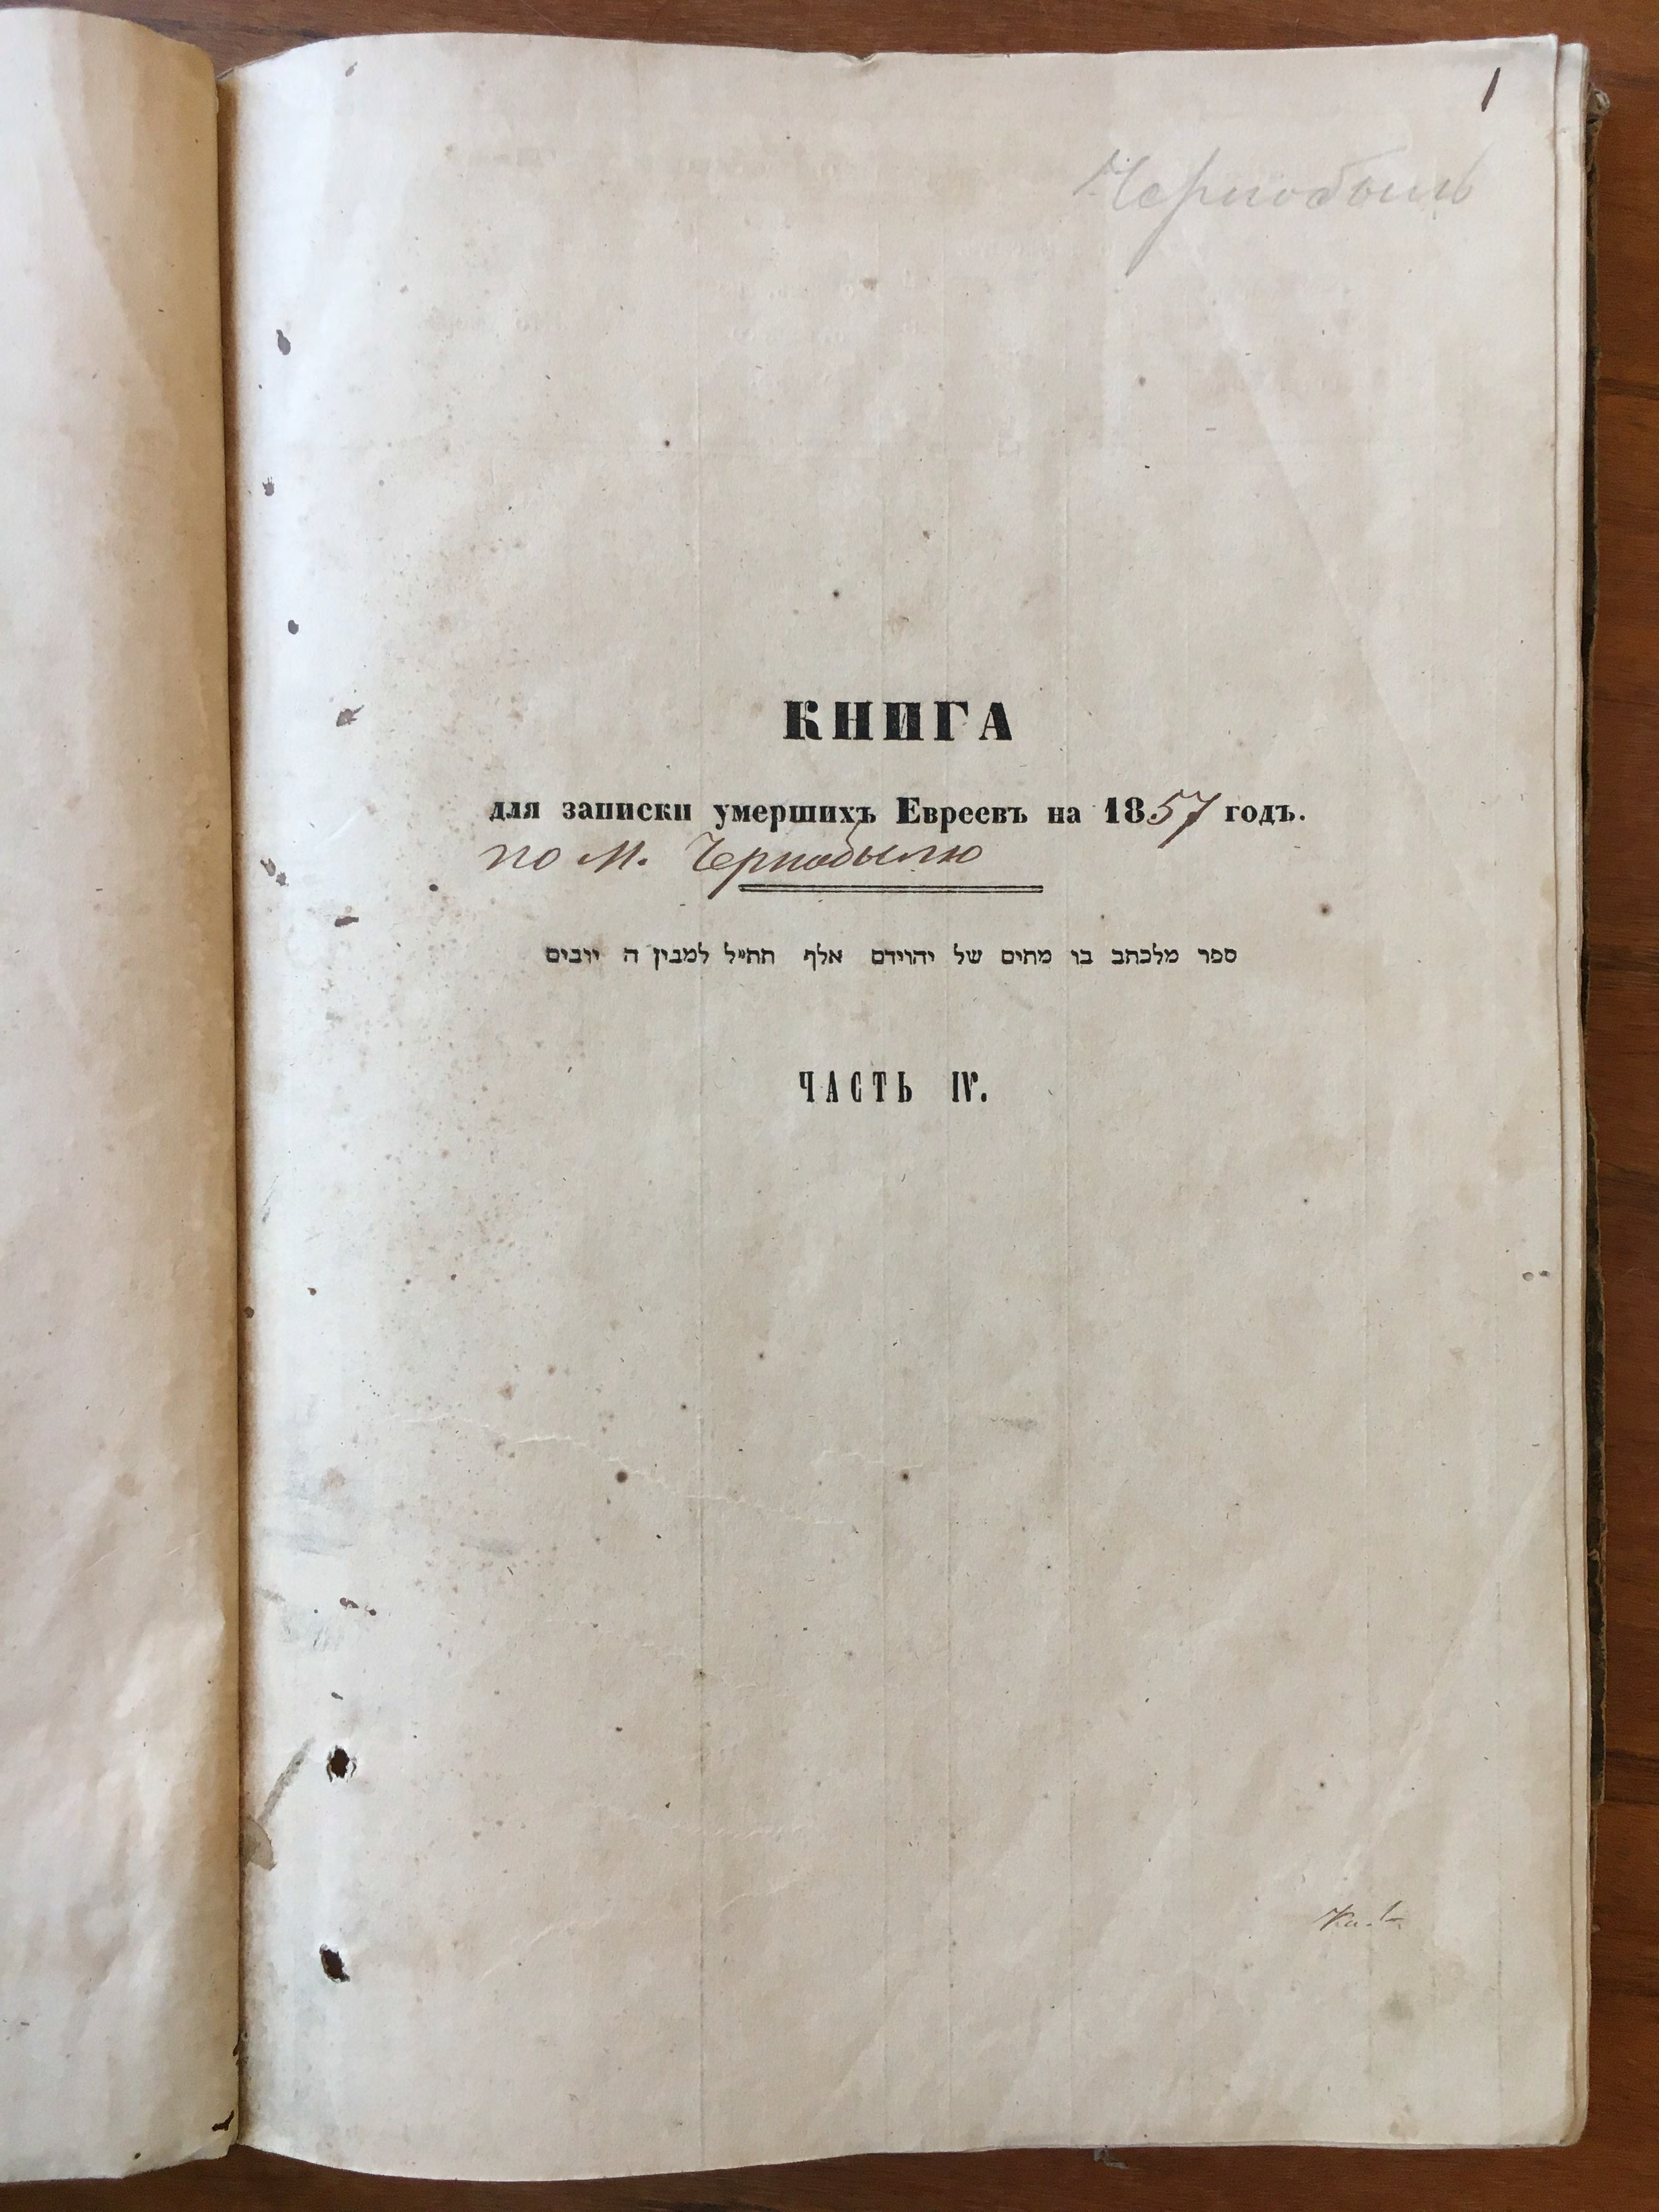 1
Чернобыль
КНИГА
для записки умершихъ Евреевъ на 1857 годъ.
по м. Чернобылю
ספר מלכתב בו מתים של יהוידם אלף תתי״ל למבין ה יובים
ЧАСТЬ IV.